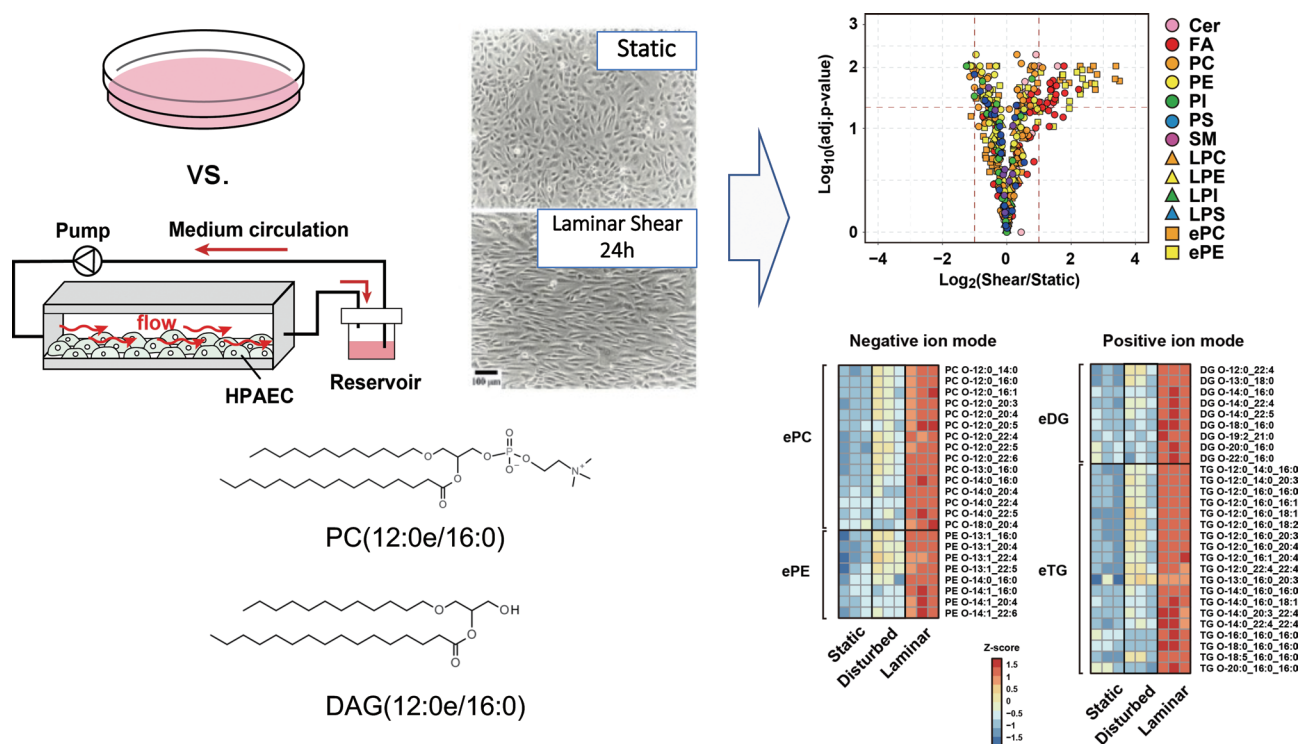 VS.
Pump
Medium circulation
flow
HPAEC
Reservoir
Static
Laminar Shear
24h
100 μm
O
O
O
P
O
O⁻
O
N⁺
O
PC(12:0e/16:0)
O
OH
O
O
DAG(12:0e/16:0)
3
2
1
0
Log₁₀(adj.p-value)
−4
−2
0
2
4
Log₂(Shear/Static)
Cer
FA
PC
PE
PI
PS
SM
LPC
LPE
LPI
LPS
ePC
ePE
Negative ion mode
ePC
PC O-12:0_14:0
PC O-12:0_16:0
PC O-12:0_16:1
PC O-12:0_20:3
PC O-12:0_20:4
PC O-12:0_20:5
PC O-12:0_22:4
PC O-12:0_22:5
PC O-12:0_22:6
PC O-13:0_16:0
PC O-14:0_16:0
PC O-14:0_20:4
PC O-14:0_22:4
PC O-14:0_22:5
PC O-18:0_20:4
ePE
PE O-13:1_16:0
PE O-13:1_20:4
PE O-13:1_22:4
PE O-13:1_22:5
PE O-14:0_16:0
PE O-14:1_16:0
PE O-14:1_20:4
PE O-14:1_22:6
Static
Disturbed
Laminar
Z-score
1.5
1
0.5
0
−0.5
−1
−1.5
Positive ion mode
eDG
DG O-12:0_22:4
DG O-13:0_18:0
DG O-14:0_16:0
DG O-14:0_22:4
DG O-14:0_22:5
DG O-18:0_16:0
DG O-19:2_21:0
DG O-20:0_16:0
DG O-22:0_16:0
eTG
TG O-12:0_14:0_16:0
TG O-12:0_14:0_20:3
TG O-12:0_16:0_16:0
TG O-12:0_16:0_16:1
TG O-12:0_16:0_18:1
TG O-12:0_16:0_18:2
TG O-12:0_16:0_20:3
TG O-12:0_16:0_20:4
TG O-12:0_16:1_20:4
TG O-12:0_22:4_22:4
TG O-13:0_16:0_20:3
TG O-14:0_16:0_16:0
TG O-14:0_16:0_18:1
TG O-14:0_20:3_22:4
TG O-14:0_22:4_22:4
TG O-16:0_16:0_16:0
TG O-18:0_16:0_16:0
TG O-18:5_16:0_16:0
TG O-20:0_16:0_16:0
Static
Disturbed
Laminar